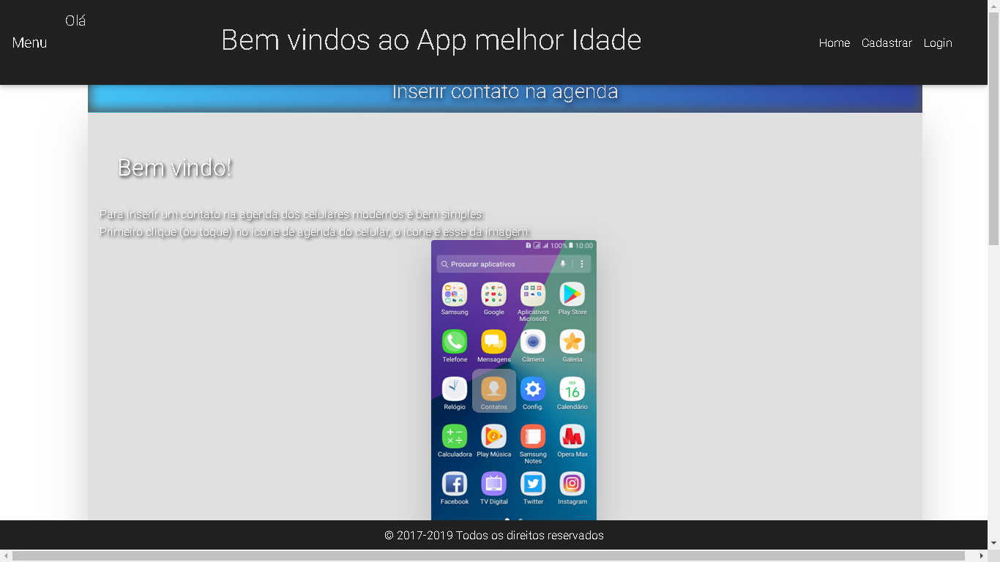 Olá
Menu
Bem vindos ao App melhor Idade
Home Cadastrar Login
Inserir contato na agenda
Bem vindo!
Para inserir um contato na agenda dos celulares modernos é bem simples:
Primeiro clique (ou toque) no icone de agenda do celular, o icone é esse da imagem:
100% 10:00
Procurar aplicativos
Samsung Google Aplicativos Microsoft Play Store
Telefone Mensagens Câmera Galeria
16
Relógio Contatos Config. Calendário
Calculadora Play Música Samsung Notes Opera Max
Facebook TV Digital Twitter Instagram
© 2017-2019 Todos os direitos reservados